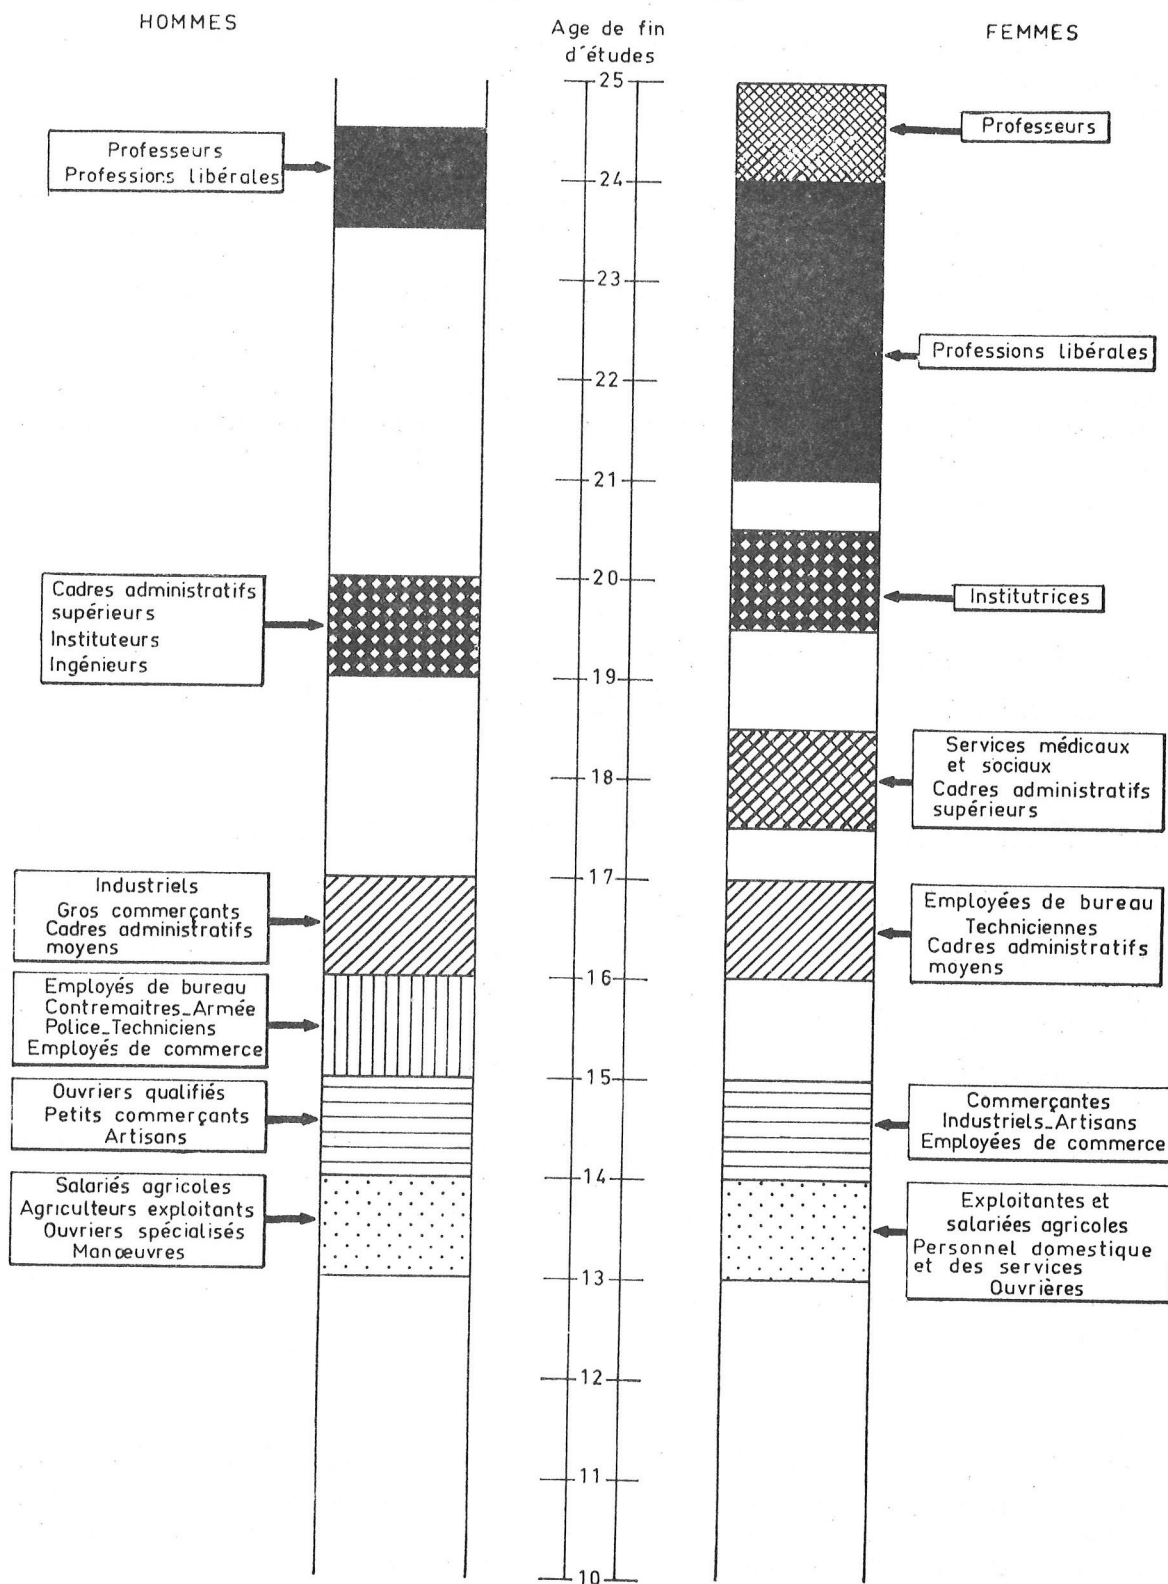 HOMMES
Age de fin
d'études
FEMMES
Professeurs
Professions libérales
Cadres administratifs
supérieurs
Instituteurs
Ingénieurs
Industriels
Gros commerçants
Cadres administratifs
moyens
Employés de bureau
Contremaitres_Armée
Police_Techniciens
Employés de commerce
Ouvriers qualifiés
Petits commerçants
Artisans
Salariés agricoles
Agriculteurs exploitants
Ouvriers spécialisés
Manœuvres
25
24
23
22
21
20
19
18
17
16
15
14
13
12
11
10
Professeurs
Professions libérales
Institutrices
Services médicaux
et sociaux
Cadres administratifs
supérieurs
Employées de bureau
Techniciennes
Cadres administratifs
moyens
Commerçantes
Industriels_Artisans
Employées de commerce
Exploitantes et
salariées agricoles
Personnel domestique
et des services
Ouvrières